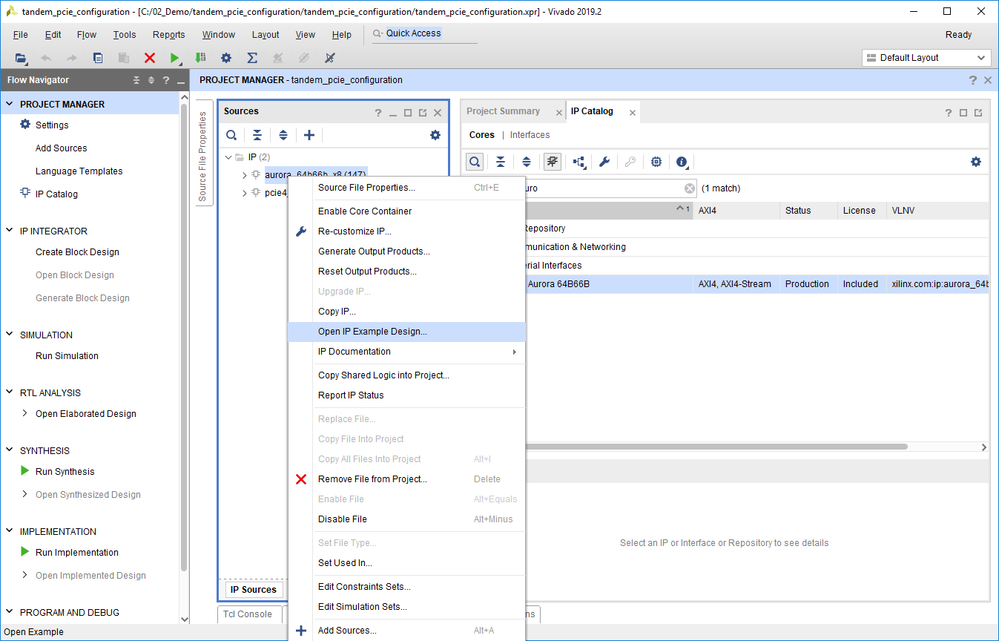 tandem_pcie_configuration - [C:/02_Demo/tandem_pcie_configuration/tandem_pcie_configuration/tandem_pcie_configuration.xpr] - Vivado 2019.2
File Edit Flow Tools Reports Window Layout View Help Quick Access Ready
Default Layout
Flow Navigator
PROJECT MANAGER - tandem_pcie_configuration
PROJECT MANAGER
Settings
Add Sources
Language Templates
IP Catalog
IP INTEGRATOR
Create Block Design
Open Block Design
Generate Block Design
SIMULATION
Run Simulation
RTL ANALYSIS
Open Elaborated Design
SYNTHESIS
Run Synthesis
Open Synthesized Design
IMPLEMENTATION
Run Implementation
Open Implemented Design
PROGRAM AND DEBUG
Source File Properties
Sources
IP (2)
aurora_64b66b_x8 (147)
pcie4_
IP Sources
Tcl Console
Source File Properties... Ctrl+E
Enable Core Container
Re-customize IP...
Generate Output Products...
Reset Output Products...
Upgrade IP...
Copy IP...
Open IP Example Design...
IP Documentation
Copy Shared Logic into Project...
Report IP Status
Replace File...
Copy File Into Project
Copy All Files Into Project Alt+I
Remove File from Project... Delete
Enable File Alt+Equals
Disable File Alt+Minus
Set File Type...
Set Used In...
Edit Constraints Sets...
Edit Simulation Sets...
Add Sources... Alt+A
Project Summary IP Catalog
Cores | Interfaces
uro (1 match)
1 AXI4 Status License VLNV
Repository
munication & Networking
erial Interfaces
Aurora 64B66B AXI4, AXI4-Stream Production Included xilinx.com:ip:aurora_64b
Select an IP or Interface or Repository to see details
ns
Open Example